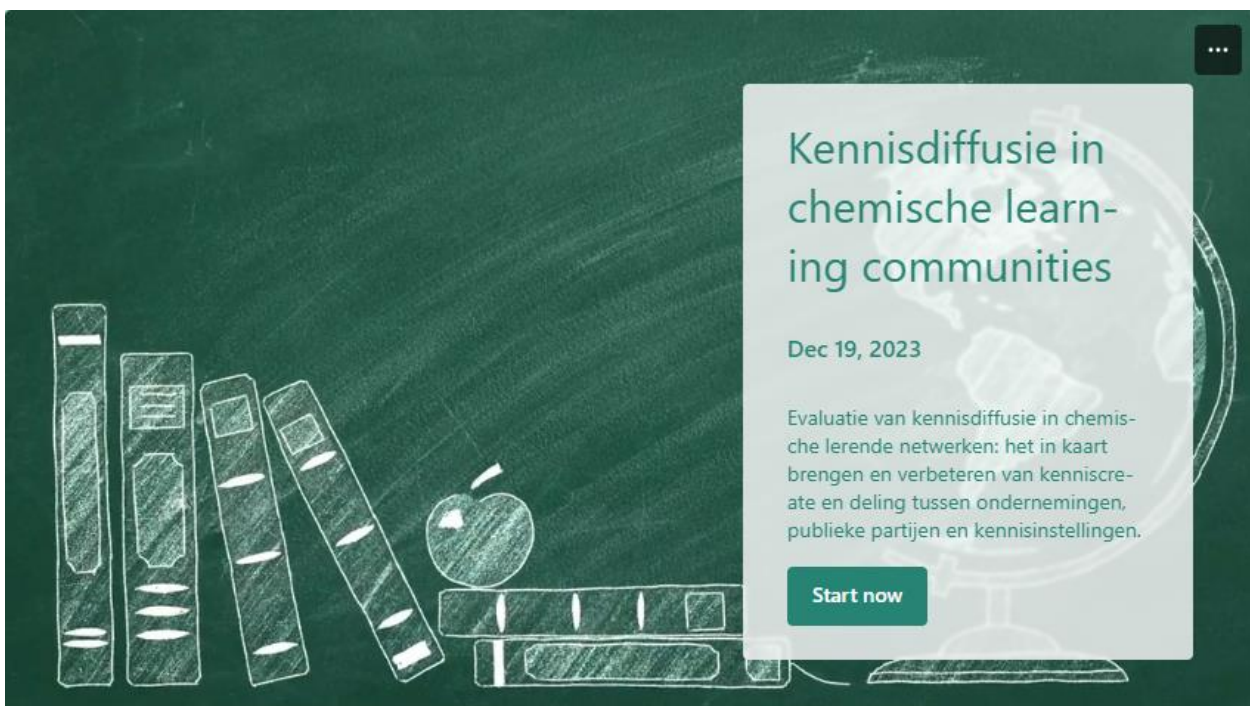 Kennisdiffusie in
chemische learn-
ing communities
Dec 19, 2023
Evaluatie van kennisdiffusie in chemis-
che lerende netwerken: het in kaart
brengen en verbeteren van kenniscre-
ate en deling tussen ondernemingen,
publieke partijen en kennisinstellingen.
Start now